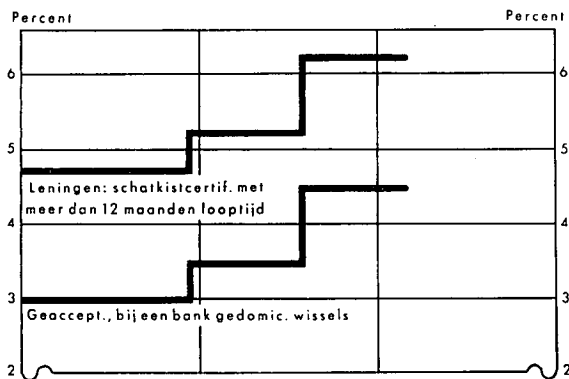 Percent Percent
6 6
5 5
Leningen: schatkistcertif. met
meer dan 12 maanden looptijd
4 4
3 3
Geaccept., bij een bank gedomic. wissels
2 2